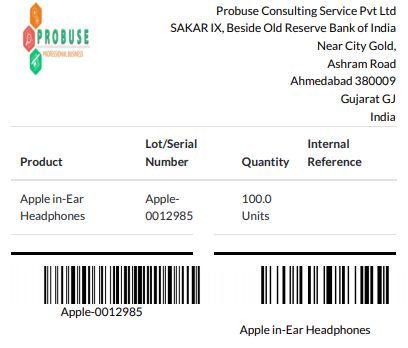 PROBUSE
PROFESSIONAL BUSINESS
Probuse Consulting Service Pvt Ltd
SAKAR IX, Beside Old Reserve Bank of India
Near City Gold,
Ashram Road
Ahmedabad 380009
Gujarat GJ
India
Product Lot/Serial Number Quantity Internal Reference
Apple in-Ear Headphones Apple-0012985 100.0 Units
Apple-0012985
Apple in-Ear Headphones